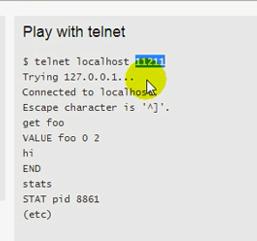 Play with telnet
$ telnet localhost 11211
Trying 127.0.0.1...
Connected to localhost.
Escape character is '^]'.
get foo
VALUE foo 0 2
hi
END
stats
STAT pid 8861
(etc)